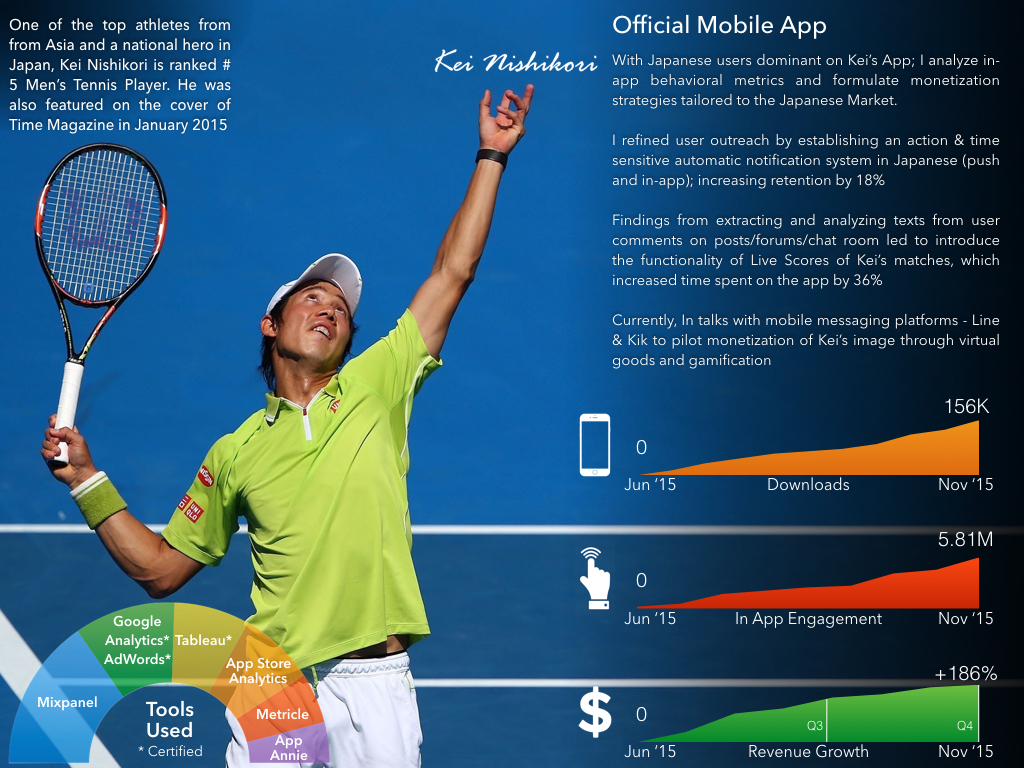 One of the top athletes from
from Asia and a national hero in
Japan, Kei Nishikori is ranked #
5 Men's Tennis Player. He was
also featured on the cover of
Time Magazine in January 2015
Kei Nishikori
Official Mobile App
With Japanese users dominant on Kei's App; I analyze in-
app behavioral metrics and formulate monetization
strategies tailored to the Japanese Market.
I refined user outreach by establishing an action & time
sensitive automatic notification system in Japanese (push
and in-app); increasing retention by 18%
Findings from extracting and analyzing texts from user
comments on posts/forums/chat room led to introduce
the functionality of Live Scores of Kei's matches, which
increased time spent on the app by 36%
Currently, In talks with mobile messaging platforms - Line
& Kik to pilot monetization of Kei's image through virtual
goods and gamification
156K
0
Jun '15 Downloads Nov '15
5.81M
0
Jun '15 In App Engagement Nov '15
+186%
0
Q3 Q4
Jun '15 Revenue Growth Nov '15
$
UNI
QLO
Mixpanel
Google
Analytics*
AdWords*
Tableau*
App Store
Analytics
Metricle
App
Annie
Tools
Used
* Certified